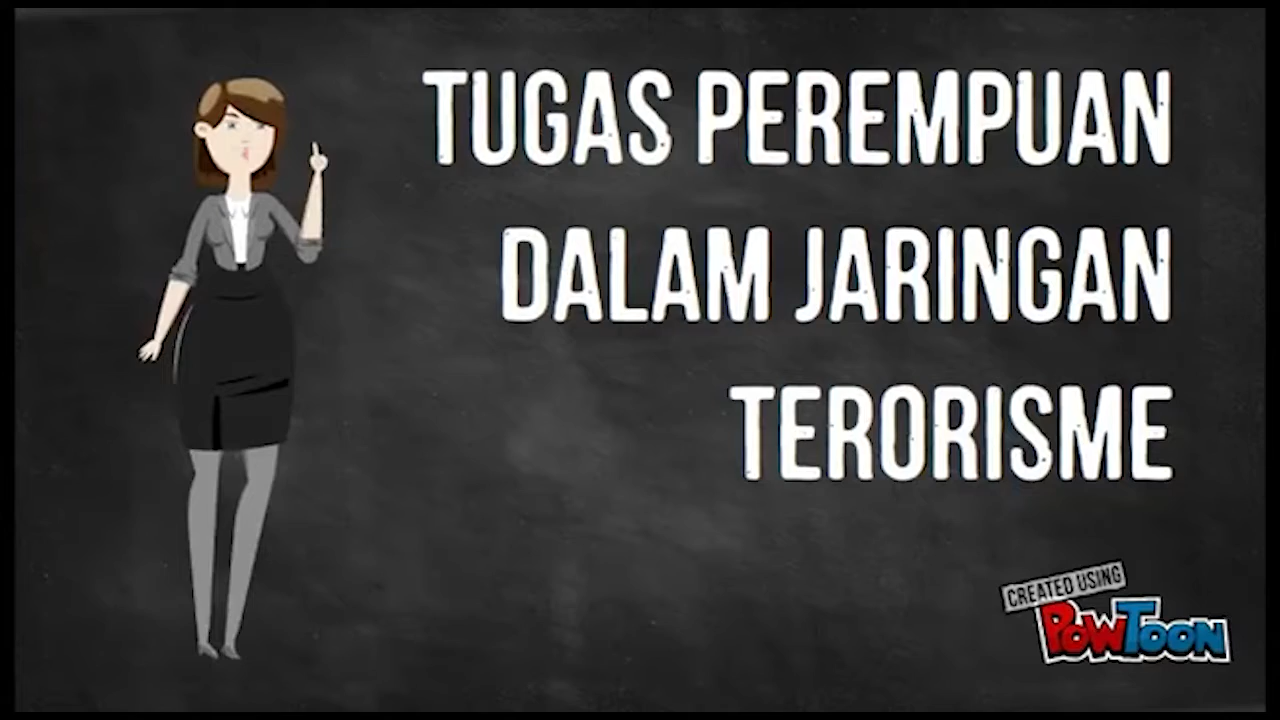 TUGAS PEREMPUAN
DALAM JARINGAN
TERORISME
CREATED USING
POWTOON